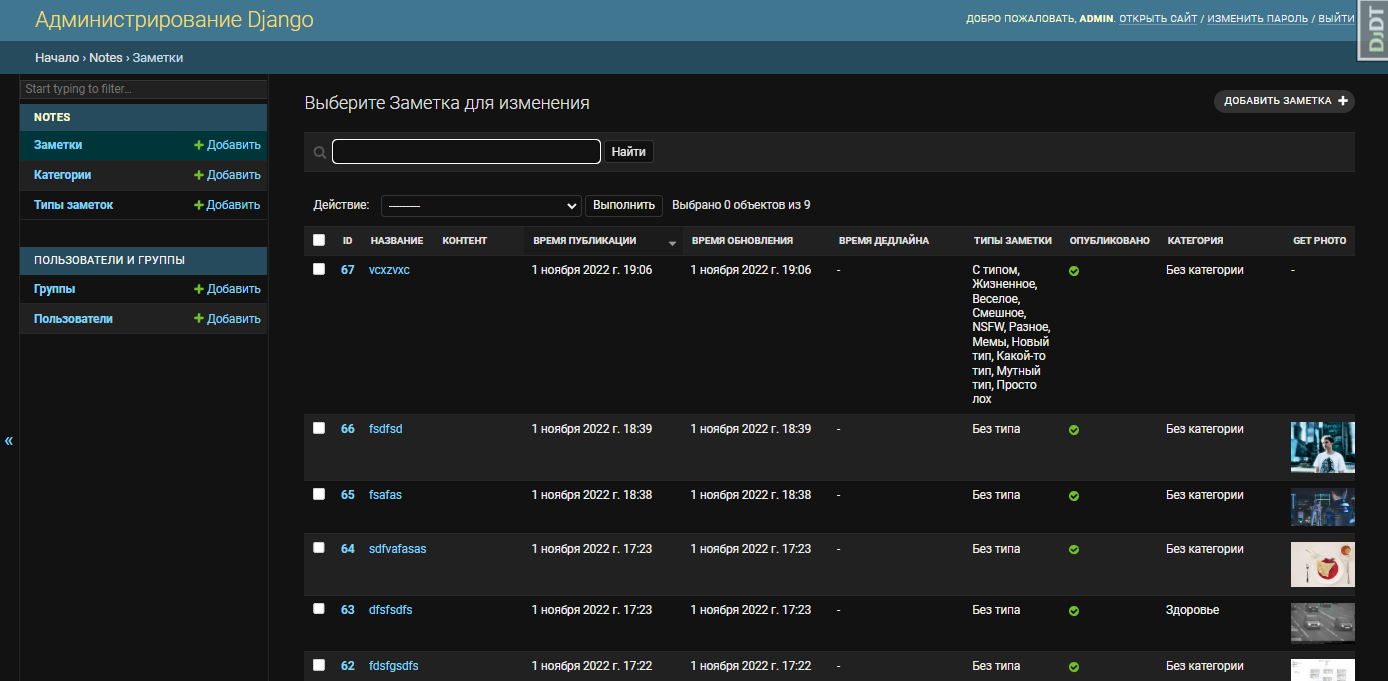 Администрирование Django
ДОБРО ПОЖАЛОВАТЬ, ADMIN. ОТКРЫТЬ САЙТ / ИЗМЕНИТЬ ПАРОЛЬ / ВЫЙТИ
DJDT
Начало › Notes › Заметки
Start typing to filter...
NOTES
Заметки Добавить
Категории Добавить
Типы заметок Добавить
ПОЛЬЗОВАТЕЛИ И ГРУППЫ
Группы Добавить
Пользователи Добавить
«
Выберите Заметка для изменения
ДОБАВИТЬ ЗАМЕТКА
Найти
Действие: --------- Выполнить Выбрано 0 объектов из 9
ID НАЗВАНИЕ КОНТЕНТ ВРЕМЯ ПУБЛИКАЦИИ ВРЕМЯ ОБНОВЛЕНИЯ ВРЕМЯ ДЕДЛАЙНА ТИПЫ ЗАМЕТКИ ОПУБЛИКОВАНО КАТЕГОРИЯ GET PHOTO
67 vcxzvxc 1 ноября 2022 г. 19:06 1 ноября 2022 г. 19:06 - С типом, Без категории -
Жизненное,
Веселое,
Смешное,
NSFW, Разное,
Мемы, Новый
тип, Какой-то
тип, Мутный
тип, Просто
лох
66 fsdfsd 1 ноября 2022 г. 18:39 1 ноября 2022 г. 18:39 - Без типа Без категории
65 fsafas 1 ноября 2022 г. 18:38 1 ноября 2022 г. 18:38 - Без типа Без категории
64 sdfvafasas 1 ноября 2022 г. 17:23 1 ноября 2022 г. 17:23 - Без типа Без категории
63 dfsfsdfs 1 ноября 2022 г. 17:23 1 ноября 2022 г. 17:23 - Без типа Здоровье
62 fdsfgsdfs 1 ноября 2022 г. 17:22 1 ноября 2022 г. 17:22 - Без типа Без категории